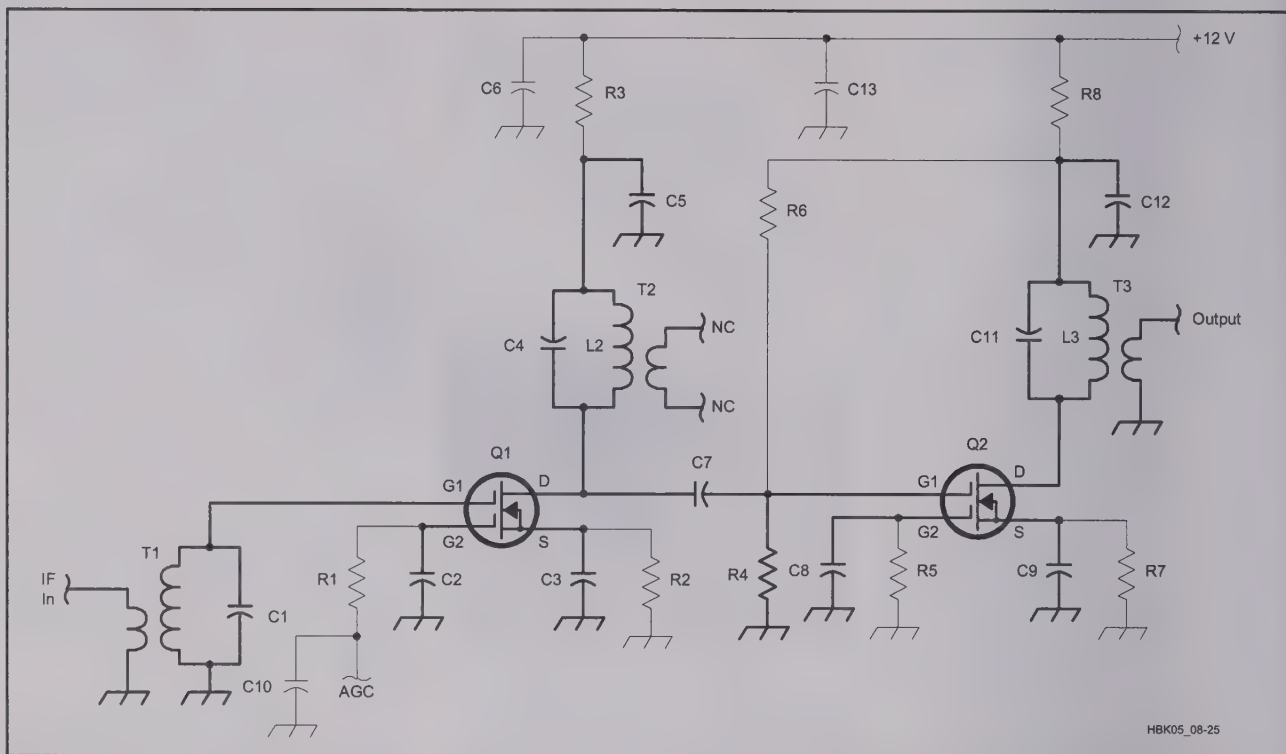 +12 V
C6
R3
C13
R8
C5
R6
C12
T2
T3
NC
Output
C4
L2
C11
L3
NC
Q1
Q2
C7
G1
D
G1
D
G2
S
G2
S
T1
IF
In
C1
R1
C2
C3
R2
R4
C8
R5
C9
R7
C10
AGC
HBK05_08-25